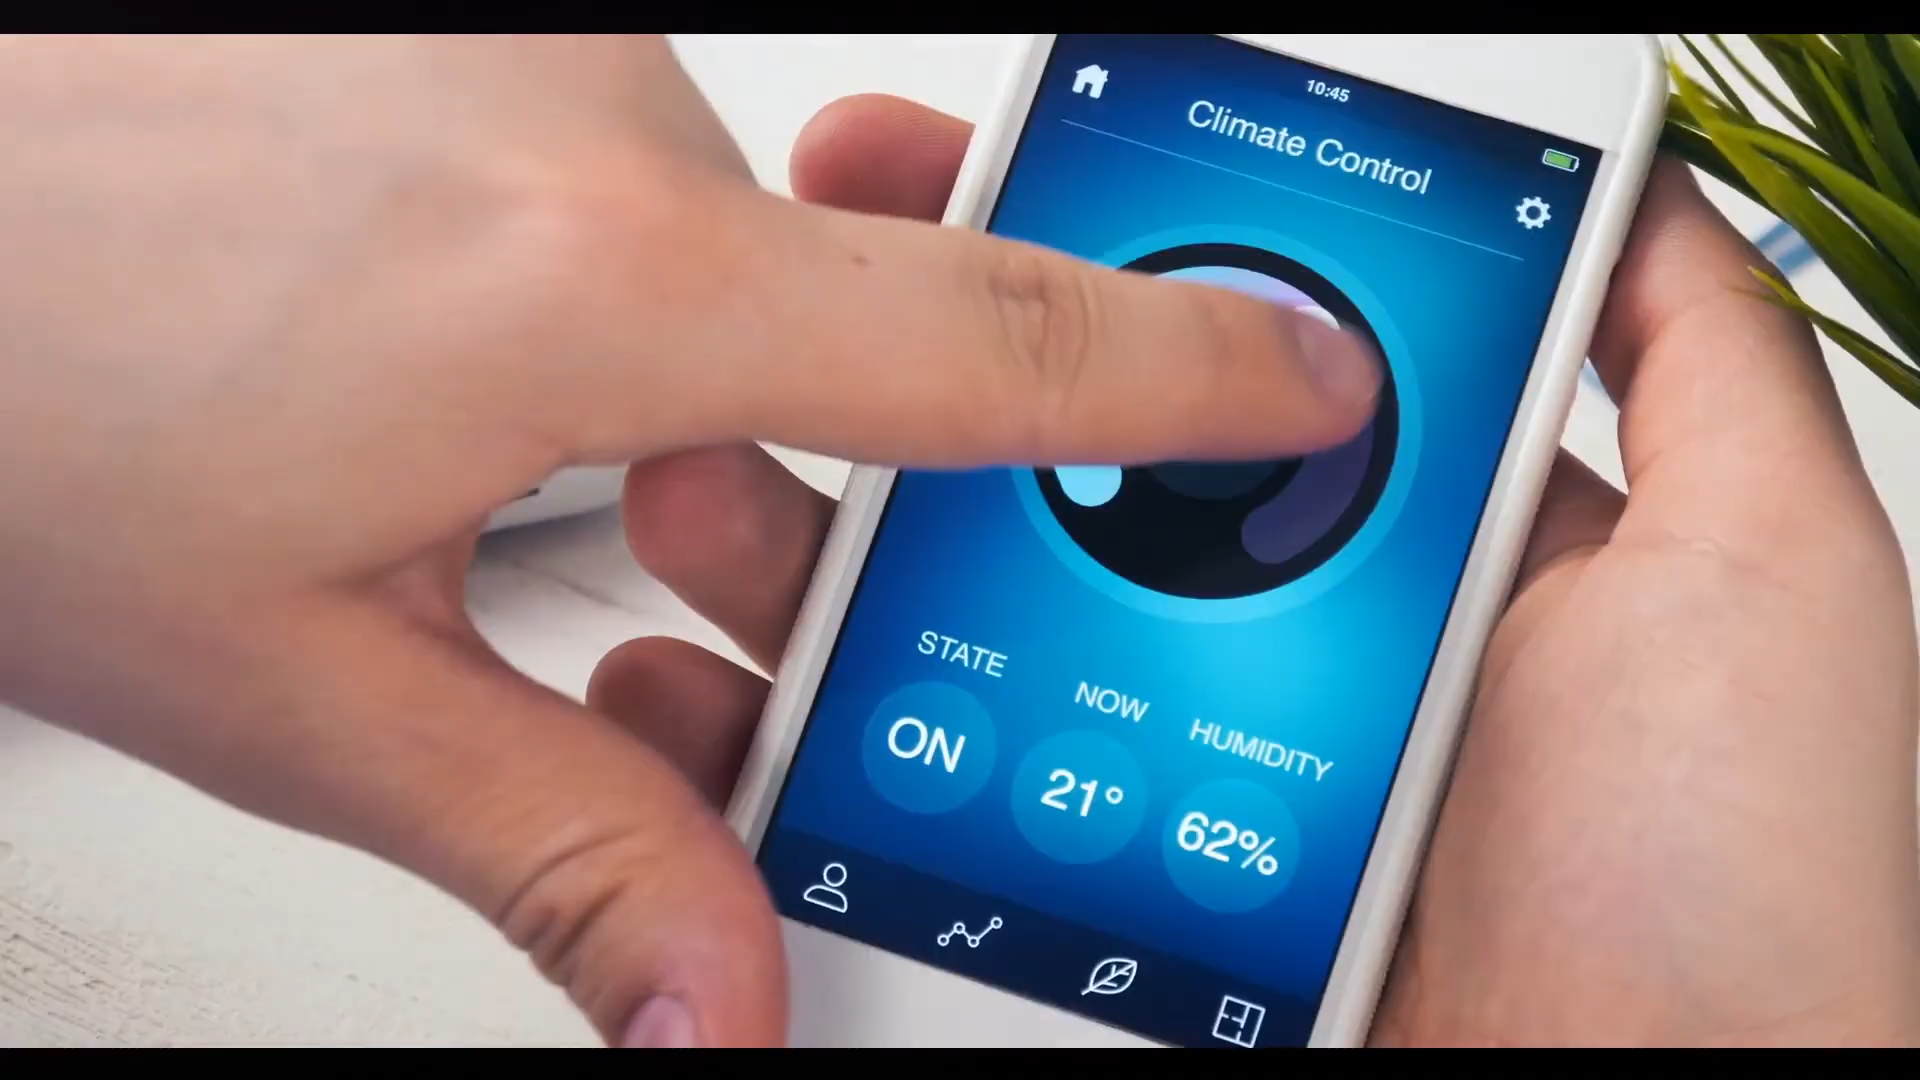 10:45
Climate Control
STATE
NOW
HUMIDITY
ON
21°
62%